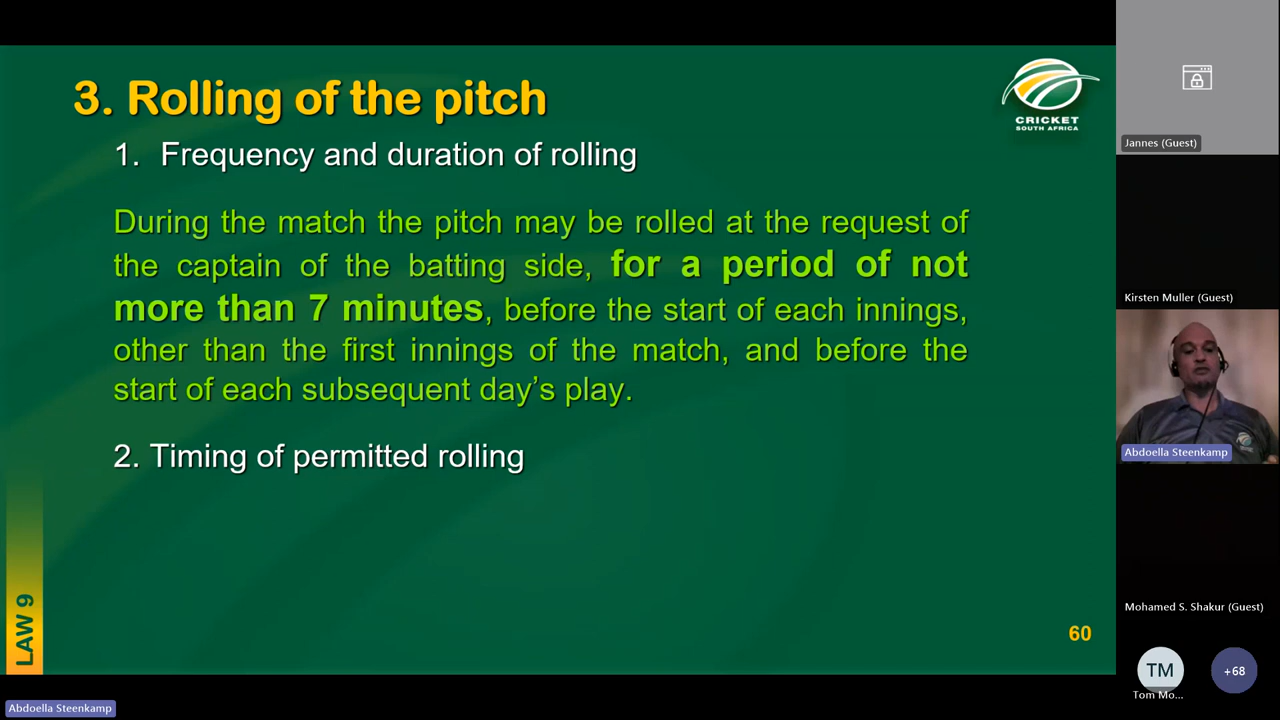 3. Rolling of the pitch
CRICKET
SOUTH AFRICA
1. Frequency and duration of rolling
During the match the pitch may be rolled at the request of
the captain of the batting side, for a period of not
more than 7 minutes, before the start of each innings,
other than the first innings of the match, and before the
start of each subsequent day's play.
2. Timing of permitted rolling
LAW 9
60
Abdoella Steenkamp
Jannes (Guest)
Kirsten Muller (Guest)
Abdoella Steenkamp
Mohamed S. Shakur (Guest)
TM
+68
Tom Mo...